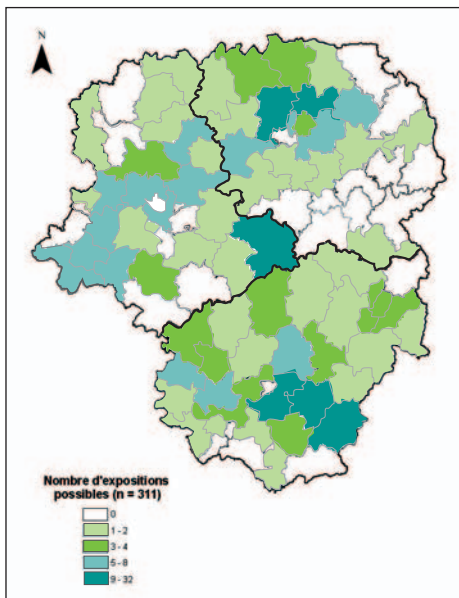 N
Nombre d'expositions
possibles (n = 311)
0
1 - 2
3 - 4
5 - 8
9 - 32